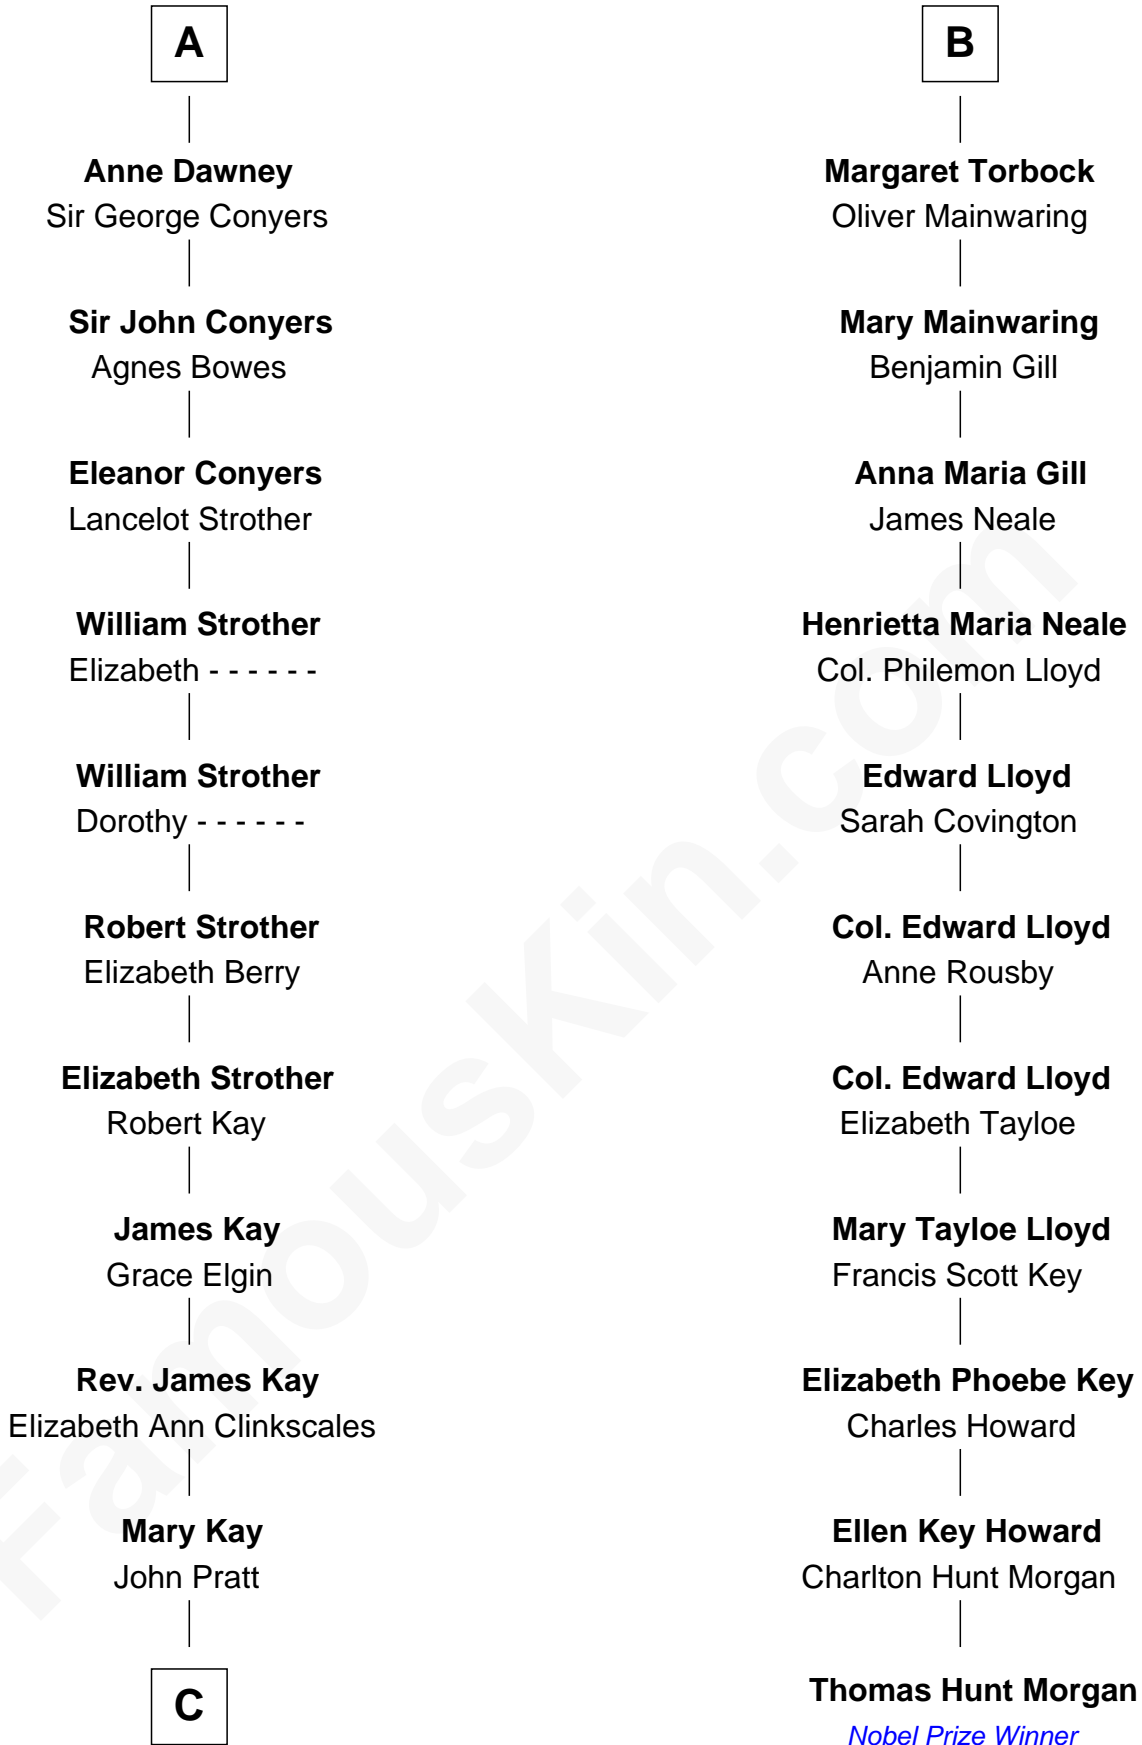 A
Anne Dawney
Sir George Conyers
Sir John Conyers
Agnes Bowes
Eleanor Conyers
Lancelot Strother
William Strother
Elizabeth - - - - - -
William Strother
Dorothy - - - - - -
Robert Strother
Elizabeth Berry
Elizabeth Strother
Robert Kay
James Kay
Grace Elgin
Rev. James Kay
Elizabeth Ann Clinkscales
Mary Kay
John Pratt
C
B
Margaret Torbock
Oliver Mainwaring
Mary Mainwaring
Benjamin Gill
Anna Maria Gill
James Neale
Henrietta Maria Neale
Col. Philemon Lloyd
Edward Lloyd
Sarah Covington
Col. Edward Lloyd
Anne Rousby
Col. Edward Lloyd
Elizabeth Tayloe
Mary Tayloe Lloyd
Francis Scott Key
Elizabeth Phoebe Key
Charles Howard
Ellen Key Howard
Charlton Hunt Morgan
Thomas Hunt Morgan
Nobel Prize Winner
FamousKin.com